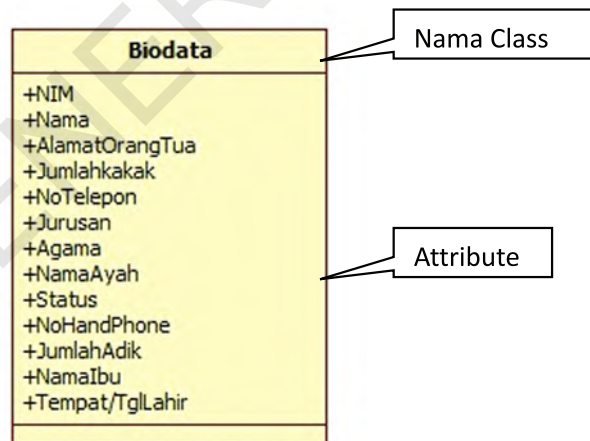 Biodata
Nama Class
+NIM
+Nama
+AlamatOrangTua
+Jumlahkakak
+NoTelepon
+Jurusan
+Agama
+NamaAyah
+Status
+NoHandPhone
+JumlahAdik
+NamaIbu
+Tempat/TglLahir
Attribute